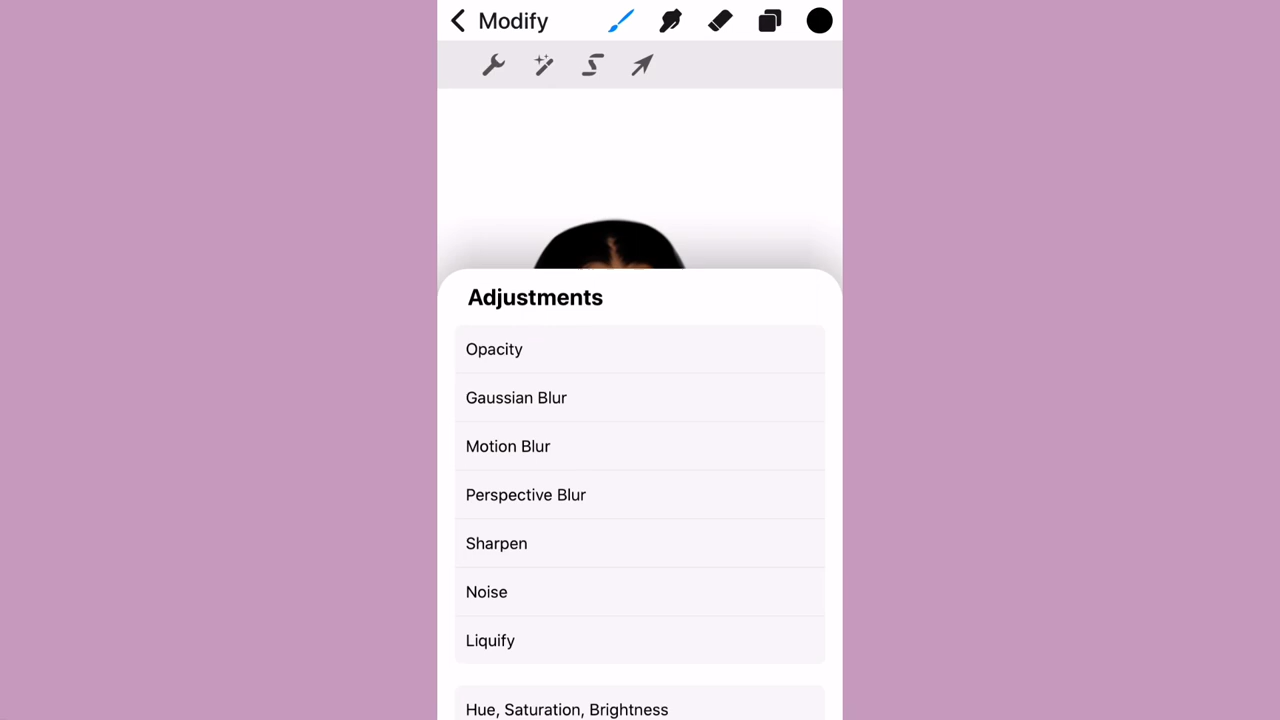 Modify
Adjustments
Opacity
Gaussian Blur
Motion Blur
Perspective Blur
Sharpen
Noise
Liquify
Hue, Saturation, Brightness